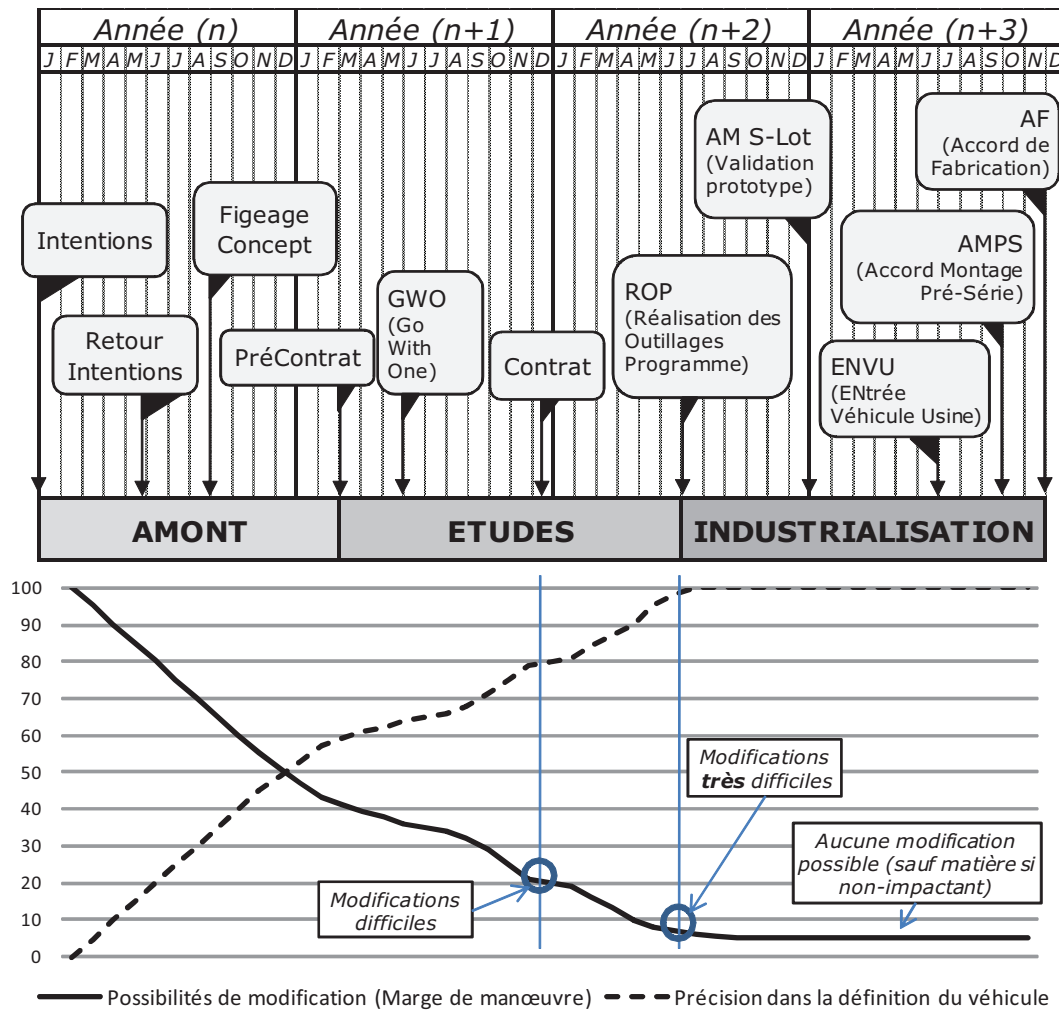 Année (n) Année (n+1) Année (n+2) Année (n+3)
J F M A M J J A S O N D J F M A M J J A S O N D J F M A M J J A S O N D J F M A M J J A S O N D
Intentions
Retour
Intentions
Figeage
Concept
PréContrat
GWO
(Go
With
One)
Contrat
ROP
(Réalisation des
Outillages
Programme)
AM S-Lot
(Validation
prototype)
ENVU
(ENtrée
Véhicule Usine)
AMPS
(Accord Montage
Pré-Série)
AF
(Accord de
Fabrication)
AMONT ETUDES INDUSTRIALISATION
100
90
80
70
60
50
40
30
20
10
0
Modifications
difficiles
Modifications
très difficiles
Aucune modification
possible (sauf matière si
non-impactant)
Possibilités de modification (Marge de manœuvre) Précision dans la définition du véhicule